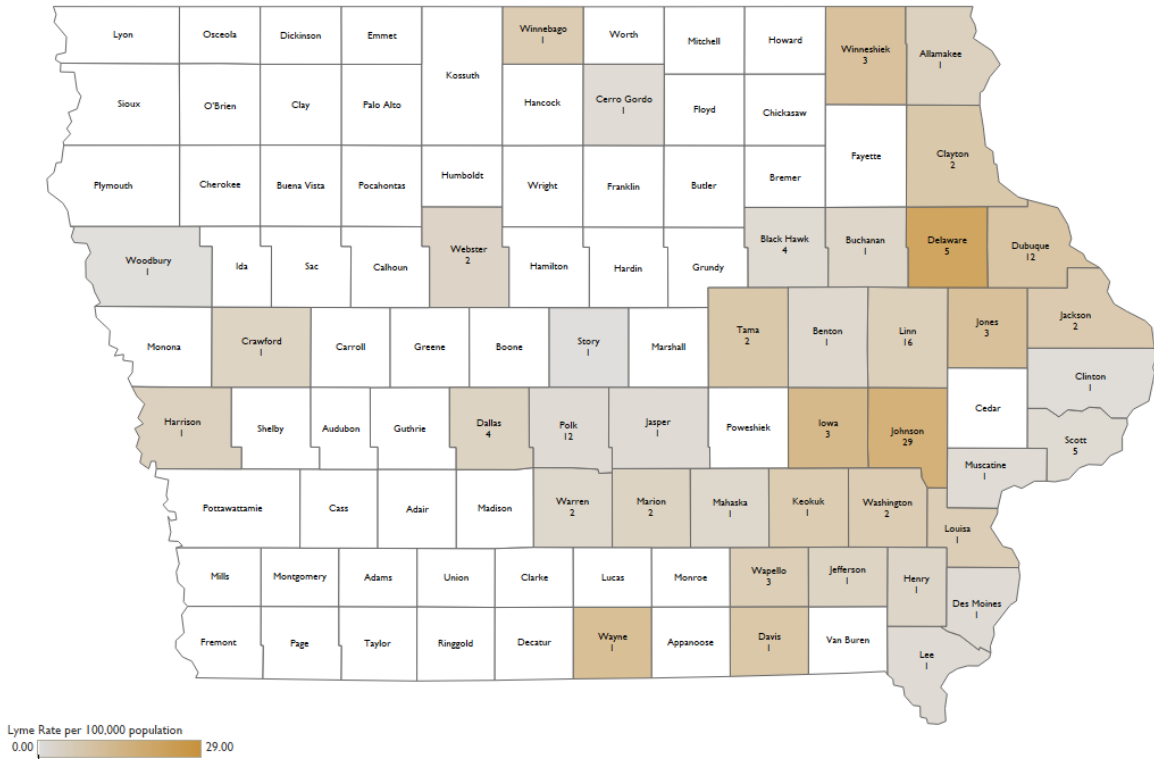 Lyon
Osceola
Dickinson
Emmet
Kossuth
Winnebago
1
Worth
Mitchell
Howard
Winneshiek
3
Allamakee
1
Sioux
O'Brien
Clay
Palo Alto
Hancock
Cerro Gordo
1
Floyd
Chickasaw
Fayette
Clayton
2
Plymouth
Cherokee
Buena Vista
Pocahontas
Humboldt
Wright
Franklin
Butler
Bremer
Woodbury
1
Ida
Sac
Calhoun
Webster
2
Hamilton
Hardin
Grundy
Black Hawk
4
Buchanan
1
Delaware
5
Dubuque
12
Monona
Crawford
1
Carroll
Greene
Boone
Story
1
Marshall
Tama
2
Benton
1
Linn
16
Jones
3
Jackson
2
Clinton
1
Harrison
1
Shelby
Audubon
Guthrie
Dallas
4
Polk
12
Jasper
1
Poweshiek
Iowa
3
Johnson
29
Cedar
Scott
5
Muscatine
1
Pottawattamie
Cass
Adair
Madison
Warren
2
Marion
2
Mahaska
1
Keokuk
1
Washington
2
Louisa
1
Mills
Montgomery
Adams
Union
Clarke
Lucas
Monroe
Wapello
3
Jefferson
1
Henry
1
Des Moines
1
Fremont
Page
Taylor
Ringgold
Decatur
Wayne
1
Appanoose
Davis
1
Van Buren
Lee
1
Lyme Rate per 100,000 population
0.00 29.00